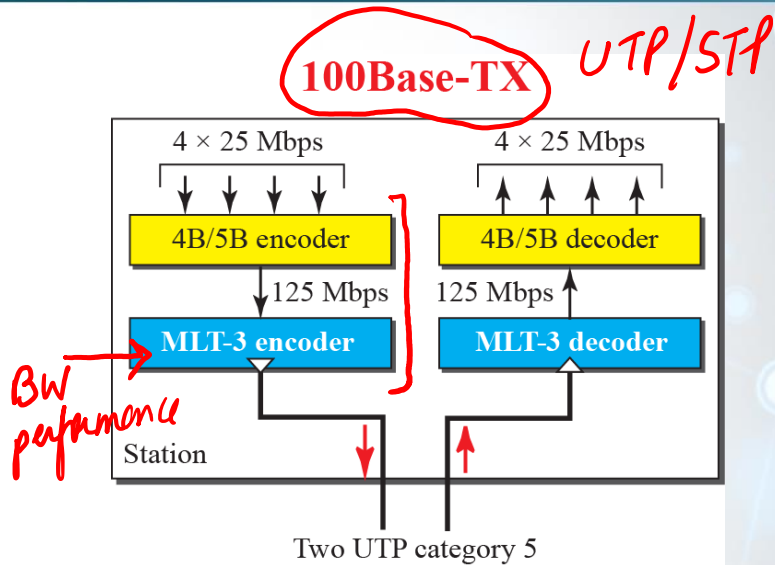 100Base-TX
UTP/STP
4 × 25 Mbps
4 × 25 Mbps
4B/5B encoder
4B/5B decoder
125 Mbps
125 Mbps
MLT-3 encoder
MLT-3 decoder
BW
performance
Station
Two UTP category 5